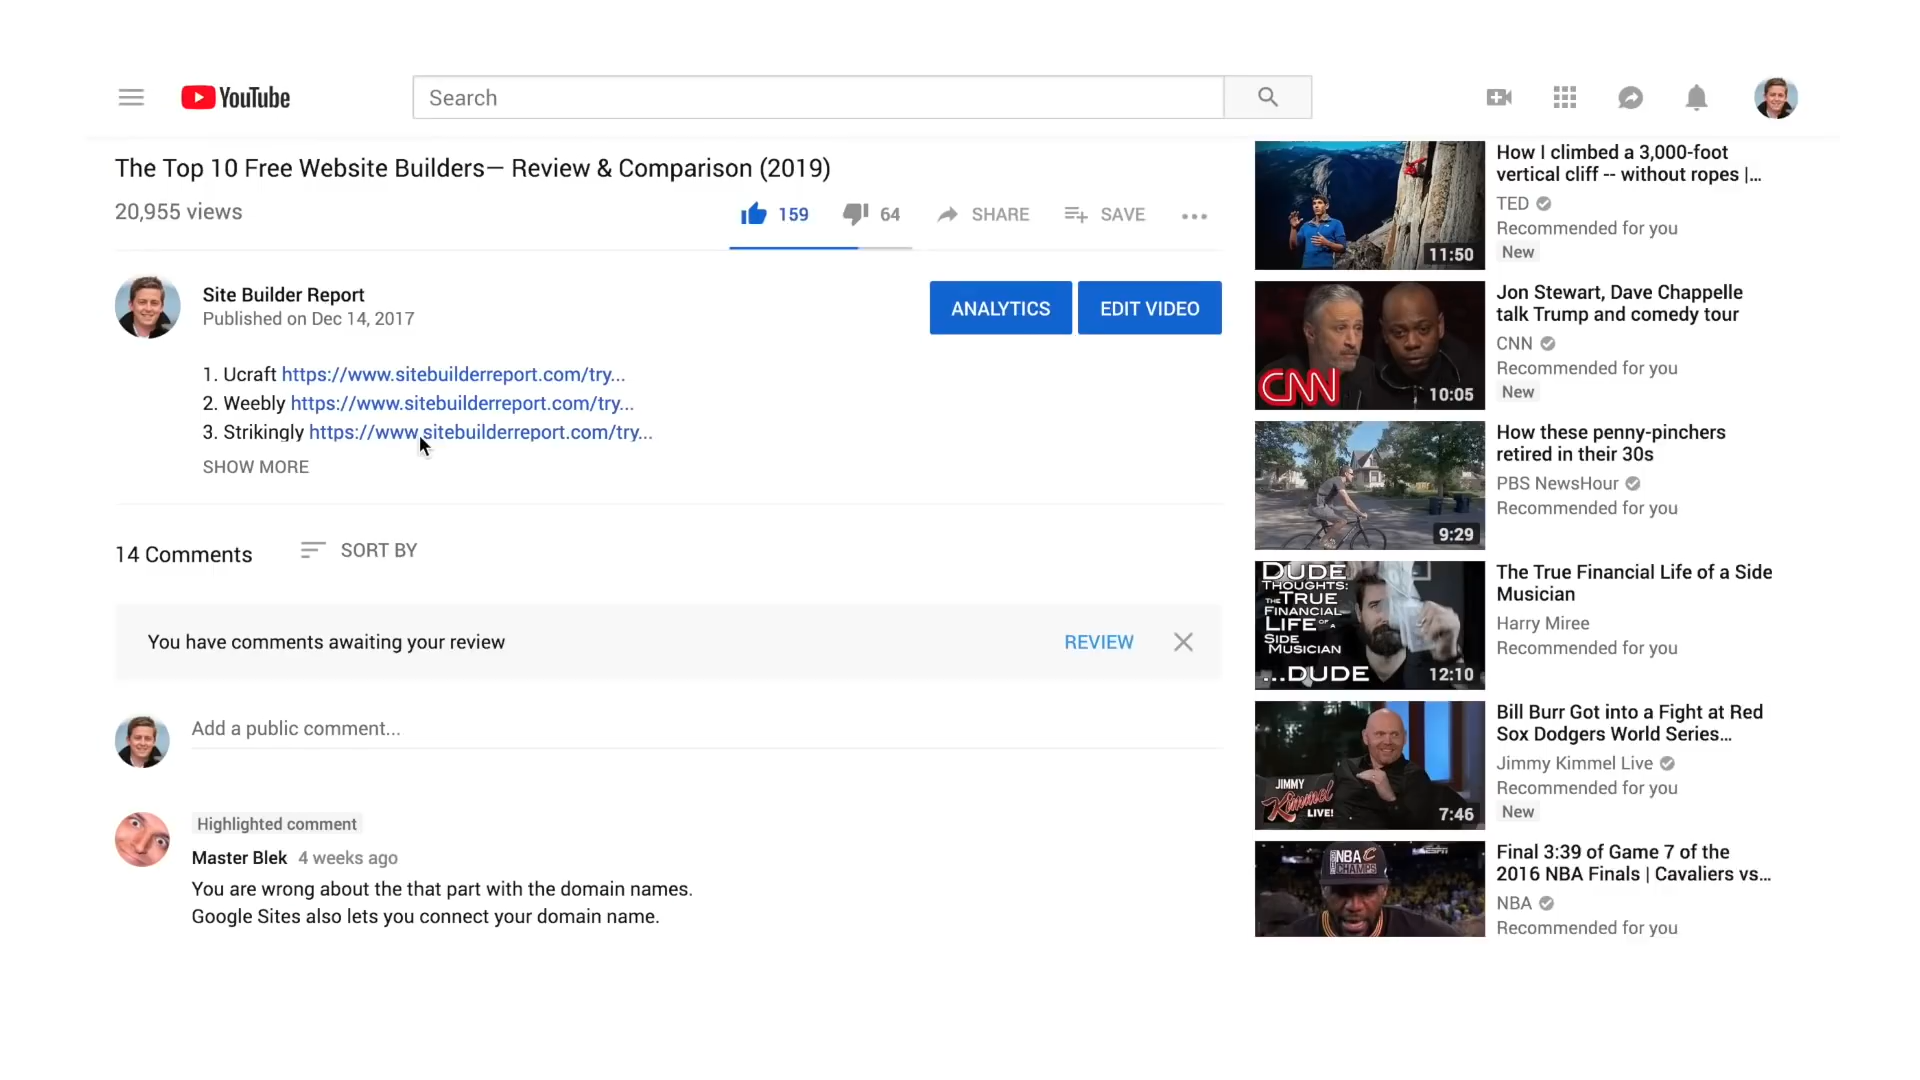 YouTube
Search
The Top 10 Free Website Builders— Review & Comparison (2019)
20,955 views
159
64
SHARE
SAVE
Site Builder Report
Published on Dec 14, 2017
ANALYTICS
EDIT VIDEO
1. Ucraft https://www.sitebuilderreport.com/try...
2. Weebly https://www.sitebuilderreport.com/try...
3. Strikingly https://www.sitebuilderreport.com/try...
SHOW MORE
14 Comments
SORT BY
You have comments awaiting your review
REVIEW
Add a public comment...
Highlighted comment
Master Blek 4 weeks ago
You are wrong about the that part with the domain names.
Google Sites also lets you connect your domain name.
11:50
How I climbed a 3,000-foot
vertical cliff -- without ropes |...
TED
Recommended for you
New
CNN
10:05
Jon Stewart, Dave Chappelle
talk Trump and comedy tour
CNN
Recommended for you
New
9:29
How these penny-pinchers
retired in their 30s
PBS NewsHour
Recommended for you
DUDE
THOUGHTS:
THE TRUE
FINANCIAL
LIFE OF A
SIDE
MUSICIAN
...DUDE
12:10
The True Financial Life of a Side
Musician
Harry Miree
Recommended for you
JIMMY
Kimmel
LIVE!
7:46
Bill Burr Got into a Fight at Red
Sox Dodgers World Series...
Jimmy Kimmel Live
Recommended for you
New
NBA
CHAMPS
Final 3:39 of Game 7 of the
2016 NBA Finals | Cavaliers vs...
NBA
Recommended for you